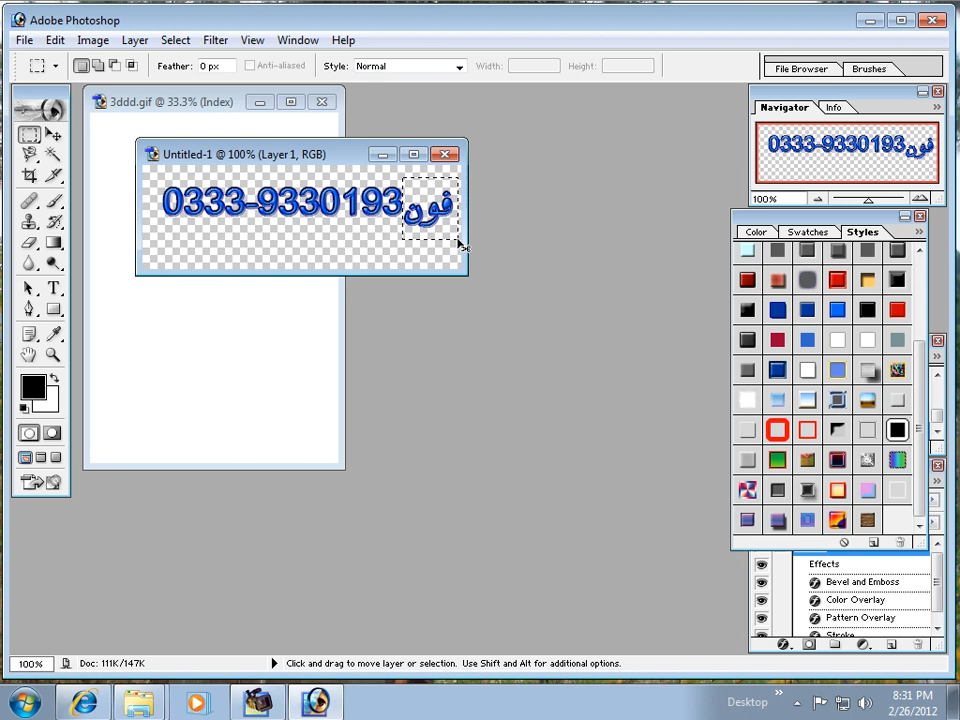 Adobe Photoshop
File Edit Image Layer Select Filter View Window Help
Feather: 0 px Anti-aliased Style: Normal Width: Height: File Browser Brushes
3ddd.gif @ 33.3% (Index)
Untitled-1 @ 100% (Layer 1, RGB)
0333-9330193فون
Navigator Info
0333-9330193فون
100%
Color Swatches Styles
Effects
Bevel and Emboss
Color Overlay
Pattern Overlay
Stroke
100% Doc: 111K/147K Click and drag to move layer or selection. Use Shift and Alt for additional options.
Desktop
8:31 PM
2/26/2012